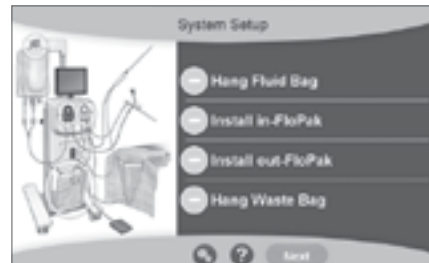 System Setup
Hang Fluid Bag
Install in-FloPak
Install out-FloPak
Hang Waste Bag
?
Next